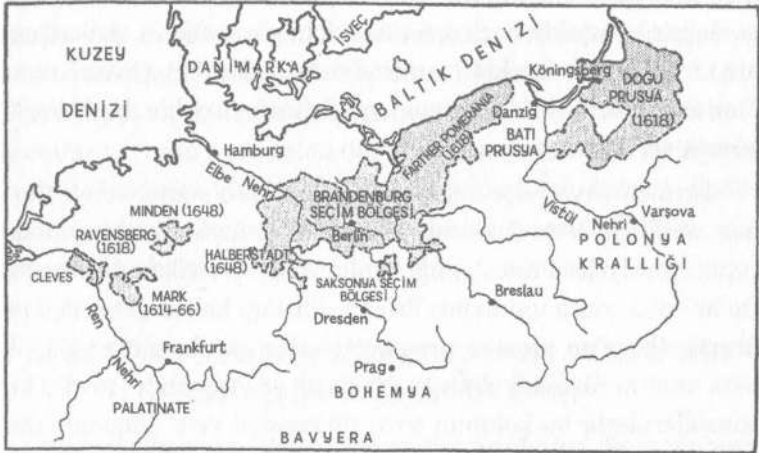 KUZEY
DENİZİ
DANİMARKA
İSVEÇ
BALTIK DENİZİ
Köningsberg
DOĞU
PRUSYA
(1618)
Danzig
BATI
PRUSYA
FARTHER POMERANIA
Hamburg
Elbe Nehri
BRANDENBURG
SEÇİM BÖLGESİ
Berlin
MINDEN (1648)
RAVENSBERG
(1618)
HALBERSTADT
(1648)
CLEVES
MARK
(1614-66)
SAKSONYA SEÇİM
BÖLGESİ
Dresden
Breslau
Vistül
Nehri
Varşova
POLONYA
KRALLIĞI
Ren
Nehri
Frankfurt
Prag
BOHEMYA
PALATINATE
BAVYERA